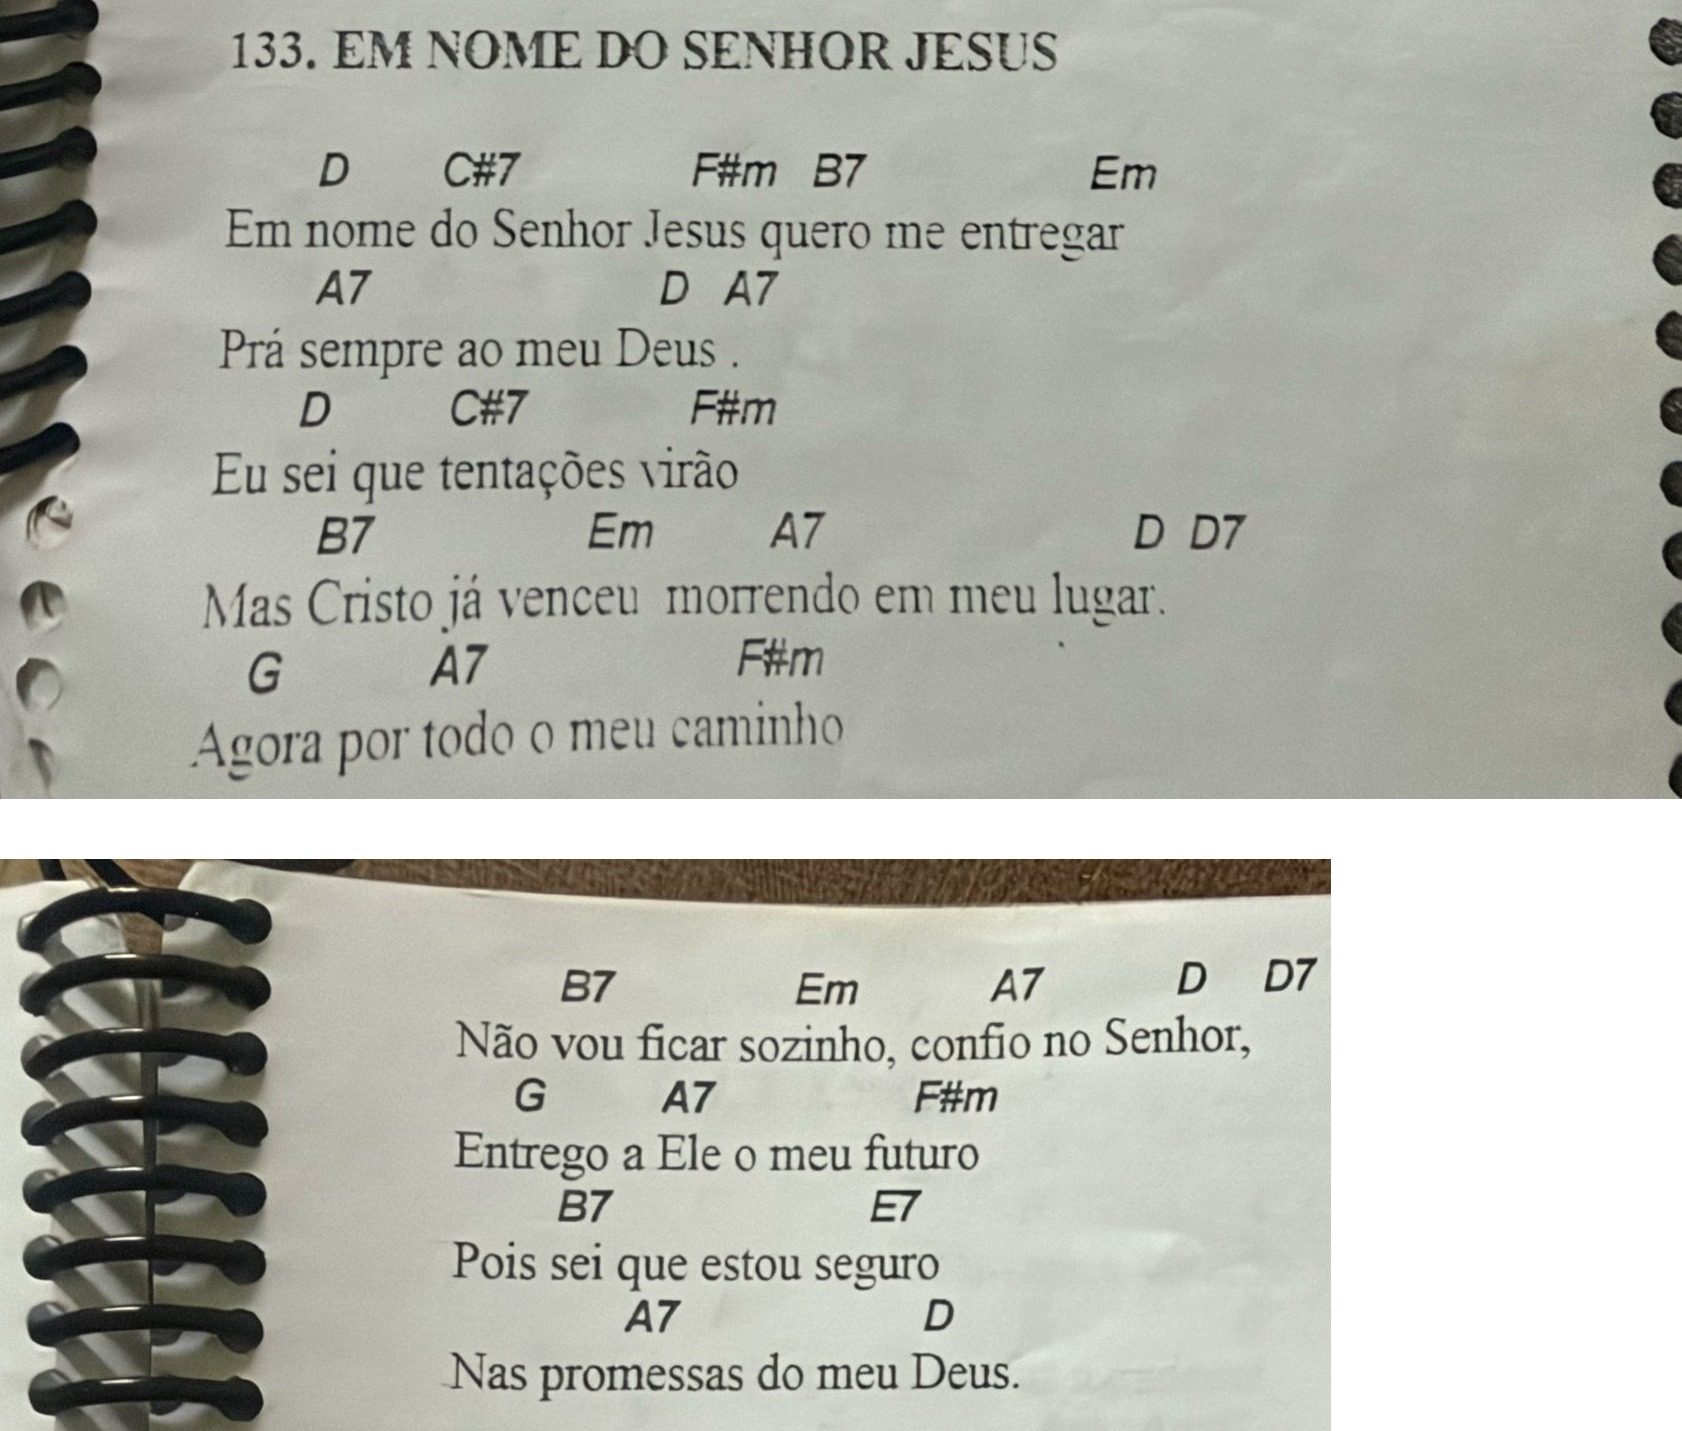 133. EM NOME DO SENHOR JESUS
D C#7 F#m B7 Em
Em nome do Senhor Jesus quero me entregar
A7 D A7
Prá sempre ao meu Deus .
D C#7 F#m
Eu sei que tentações virão
B7 Em A7 D D7
Mas Cristo já venceu morrendo em meu lugar.
G A7 F#m
Agora por todo o meu caminho
B7 Em A7 D D7
Não vou ficar sozinho, confio no Senhor,
G A7 F#m
Entrego a Ele o meu futuro
B7 E7
Pois sei que estou seguro
A7 D
Nas promessas do meu Deus.